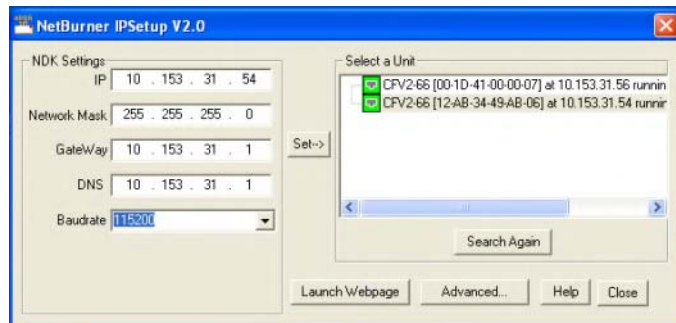 NetBurner IPSetup V2.0
NDK Settings
IP 10 . 153 . 31 . 54
Network Mask 255 . 255 . 255 . 0
GateWay 10 . 153 . 31 . 1
DNS 10 . 153 . 31 . 1
Baudrate 115200
Set-->
Select a Unit
CFV2-66 [00-1D-41-00-00-07] at 10.153.31.56 runnin
CFV2-66 [12-AB-34-49-AB-06] at 10.153.31.54 runnin
Search Again
Launch Webpage Advanced... Help Close